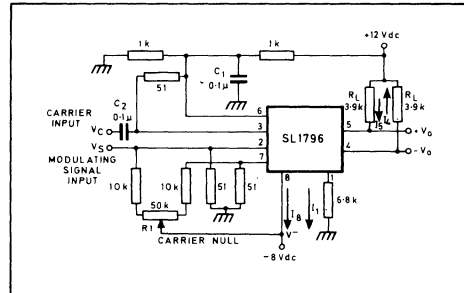 1k
1k
+12 Vdc
C1
0·1µ
51
C2
0·1µ
RL
3·9k
RL
3·9k
I5
I4
CARRIER
INPUT
VC
VS
MODULATING
SIGNAL
INPUT
6
3
2
7
SL1796
5
4
+Vo
-Vo
8
1
10k
10k
51
51
50k
R1
CARRIER NULL
I8
I1
6·8k
V−
-8Vdc